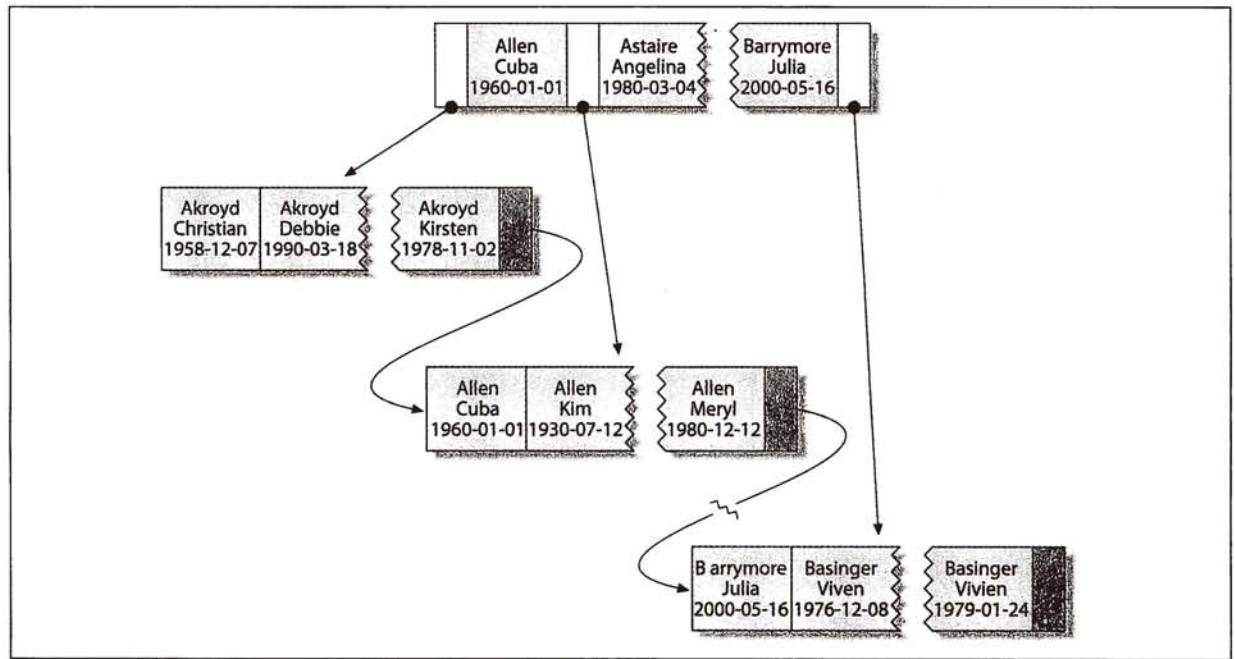 Allen
Cuba
1960-01-01
Astaire
Angelina
1980-03-04
Barrymore
Julia
2000-05-16
Akroyd
Christian
1958-12-07
Akroyd
Debbie
1990-03-18
Akroyd
Kirsten
1978-11-02
Allen
Cuba
1960-01-01
Allen
Kim
1930-07-12
Allen
Meryl
1980-12-12
B arrymore
Julia
2000-05-16
Basinger
Viven
1976-12-08
Basinger
Vivien
1979-01-24